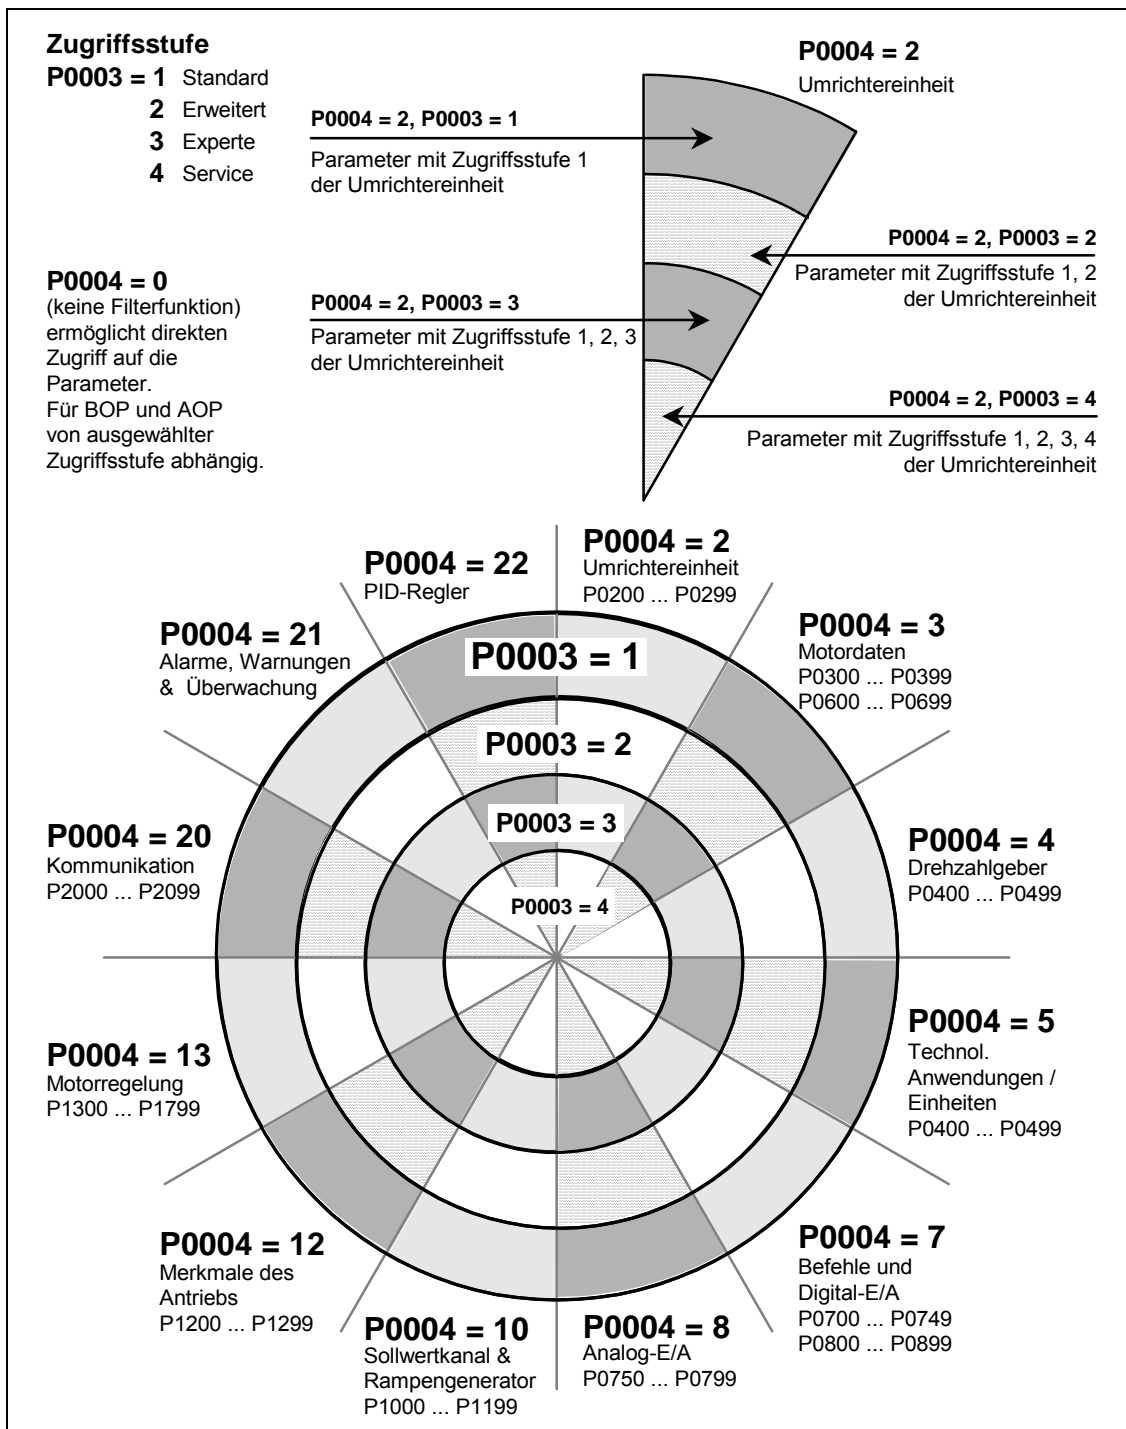 Zugriffsstufe
P0003 = 1 Standard
2 Erweitert
3 Experte
4 Service
P0004 = 2
Umrichtereinheit
P0004 = 2, P0003 = 1
Parameter mit Zugriffsstufe 1
der Umrichtereinheit
P0004 = 2, P0003 = 2
Parameter mit Zugriffsstufe 1, 2
der Umrichtereinheit
P0004 = 0
(keine Filterfunktion)
ermöglicht direkten
Zugriff auf die
Parameter.
Für BOP und AOP
von ausgewählter
Zugriffsstufe abhängig.
P0004 = 2, P0003 = 3
Parameter mit Zugriffsstufe 1, 2, 3
der Umrichtereinheit
P0004 = 2, P0003 = 4
Parameter mit Zugriffsstufe 1, 2, 3, 4
der Umrichtereinheit
P0004 = 2
Umrichtereinheit
P0200 ... P0299
P0004 = 22
PID-Regler
P0004 = 3
Motordaten
P0300 ... P0399
P0600 ... P0699
P0004 = 21
Alarme, Warnungen
& Überwachung
P0003 = 1
P0003 = 2
P0003 = 3
P0003 = 4
P0004 = 20
Kommunikation
P2000 ... P2099
P0004 = 4
Drehzahlgeber
P0400 ... P0499
P0004 = 5
Technol.
Anwendungen /
Einheiten
P0400 ... P0499
P0004 = 13
Motorregelung
P1300 ... P1799
P0004 = 7
Befehle und
Digital-E/A
P0700 ... P0749
P0800 ... P0899
P0004 = 12
Merkmale des
Antriebs
P1200 ... P1299
P0004 = 10
Sollwertkanal &
Rampengenerator
P1000 ... P1199
P0004 = 8
Analog-E/A
P0750 ... P0799